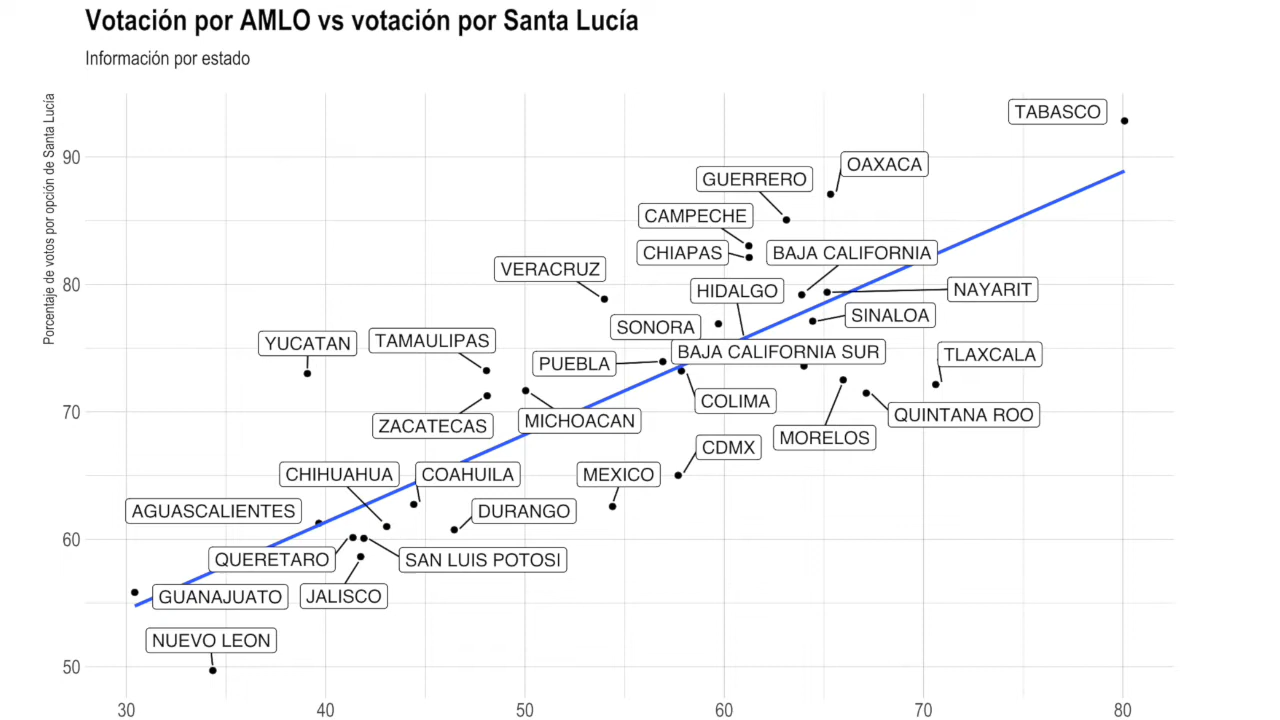 Votación por AMLO vs votación por Santa Lucía
Información por estado
Porcentaje de votos por opción de Santa Lucía
TABASCO
90
OAXACA
GUERRERO
CAMPECHE
CHIAPAS
BAJA CALIFORNIA
VERACRUZ
80
HIDALGO
NAYARIT
SINALOA
SONORA
TAMAULIPAS
YUCATAN
BAJA CALIFORNIA SUR
TLAXCALA
PUEBLA
COLIMA
70
QUINTANA ROO
MICHOACAN
ZACATECAS
MORELOS
CDMX
CHIHUAHUA
COAHUILA
MEXICO
AGUASCALIENTES
DURANGO
60
QUERETARO
SAN LUIS POTOSI
GUANAJUATO
JALISCO
NUEVO LEON
50
30
40
50
60
70
80